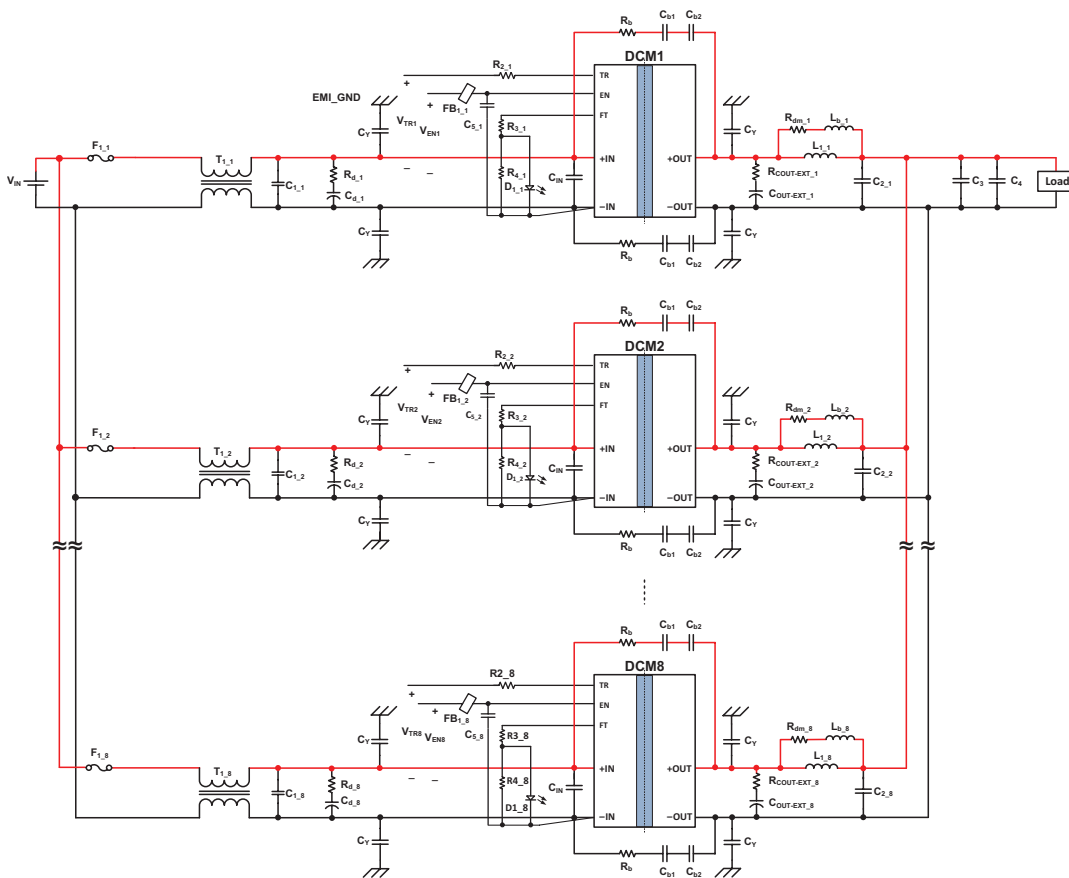 Rb Cb1 Cb2
DCM1
R2_1
TR
EMI_GND
+
+
VTR1
VEN1
FB1_1
EN
C5_1
FT
R3_1
CY
CY
Rdm_1 Lb_1
F1_1
T1_1
L1_1
VIN
+IN
+OUT
C1_1
Rd_1
Cd_1
–
–
R4_1
D1_1
CIN
RCOUT-EXT_1
COUT-EXT_1
C2_1
C3
C4
Load
–IN
–OUT
CY
CY
Rb
Cb1
Cb2
Rb Cb1 Cb2
DCM2
R2_2
TR
+
+
VTR2
VEN2
FB1_2
EN
C5_2
FT
R3_2
CY
CY
Rdm_2 Lb_2
F1_2
T1_2
L1_2
+IN
+OUT
C1_2
Rd_2
Cd_2
–
–
R4_2
D1_2
CIN
RCOUT-EXT_2
COUT-EXT_2
C2_2
–IN
–OUT
CY
CY
Rb
Cb1
Cb2
≈
≈
≈
≈
Rb Cb1 Cb2
DCM8
R2_8
TR
+
+
VTR8
VEN8
FB1_8
EN
C5_8
FT
R3_8
CY
CY
Rdm_8 Lb_8
F1_8
T1_8
L1_8
+IN
+OUT
C1_8
Rd_8
Cd_8
–
–
R4_8
D1_8
CIN
RCOUT-EXT_8
COUT-EXT_8
C2_8
–IN
–OUT
CY
CY
Rb
Cb1
Cb2